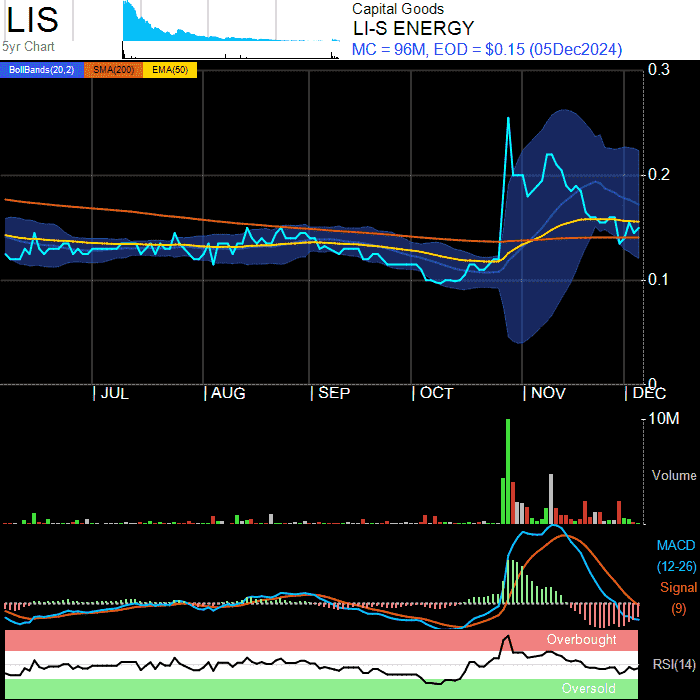 LIS
5yr Chart
Capital Goods
LI-S ENERGY
MC = 96M, EOD = $0.15 (05Dec2024)
BollBands(20,2) SMA(200) EMA(50)
0.3
0.2
0.1
0
| JUL | AUG | SEP | OCT | NOV | DEC
10M
Volume
MACD
(12-26)
Signal
(9)
Overbought
RSI(14)
Oversold